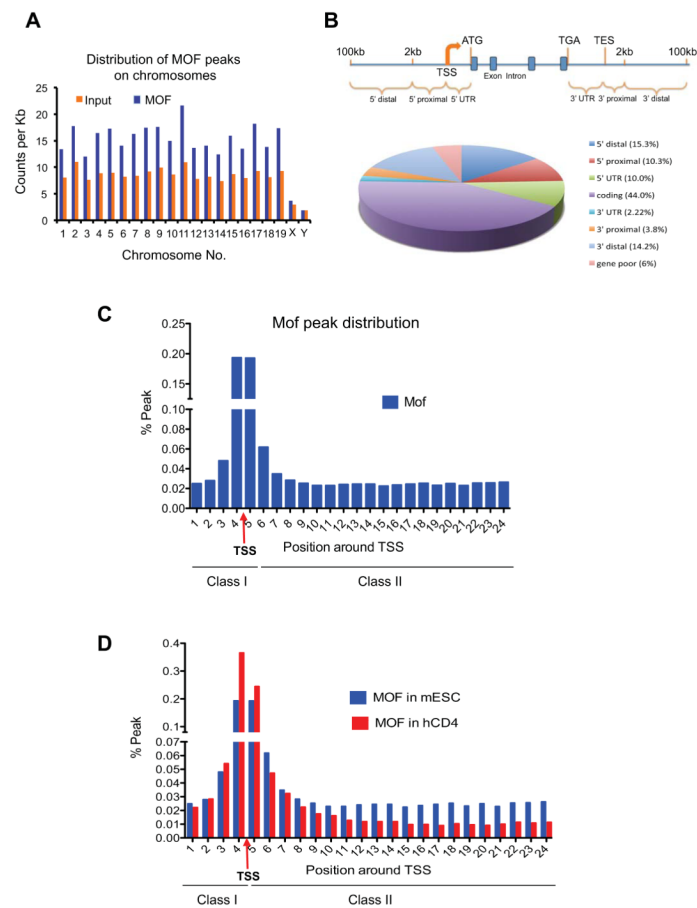 A
Distribution of MOF peaks
on chromosomes
Counts per Kb
25
20
15
10
5
0
Input
MOF
1 2 3 4 5 6 7 8 9 10 11 12 13 14 15 16 17 18 19 X Y
Chromosome No.
B
100kb 2kb ATG TGA TES 2kb 100kb
TSS Exon Intron
5' distal 5' proximal 5' UTR 3' UTR 3' proximal 3' distal
5' distal (15.3%)
5' proximal (10.3%)
5' UTR (10.0%)
coding (44.0%)
3' UTR (2.22%)
3' proximal (3.8%)
3' distal (14.2%)
gene poor (6%)
C
Mof peak distribution
% Peak
0.25
0.20
0.15
0.10
0.08
0.06
0.04
0.02
0.00
Mof
1 2 3 4 5 6 7 8 9 10 11 12 13 14 15 16 17 18 19 20 21 22 23 24
TSS
Position around TSS
Class I Class II
D
% Peak
0.4
0.3
0.2
0.1
0.07
0.06
0.05
0.04
0.03
0.02
0.01
0.00
MOF in mESC
MOF in hCD4
1 2 3 4 5 6 7 8 9 10 11 12 13 14 15 16 17 18 19 20 21 22 23 24
TSS
Position around TSS
Class I Class II